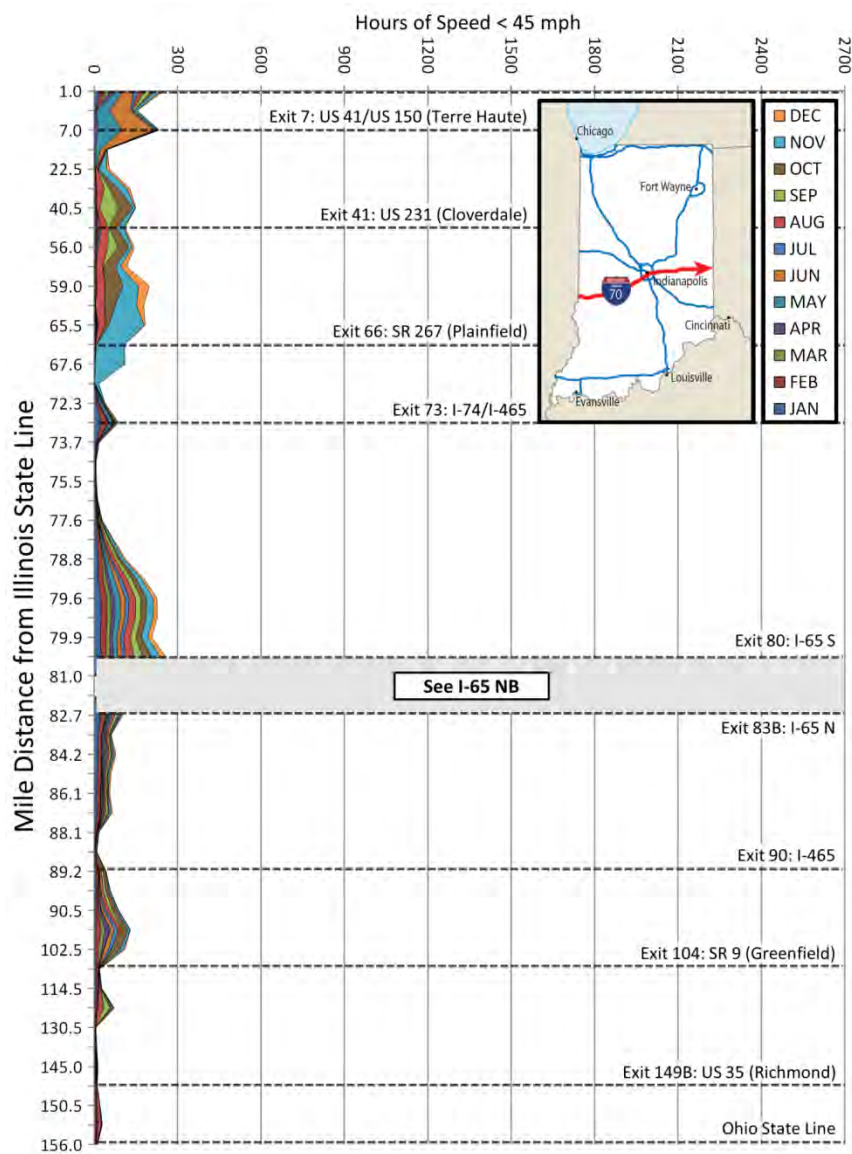 Hours of Speed < 45 mph
0
300
600
900
1200
1500
1800
2100
2400
2700
Mile Distance from Illinois State Line
1.0
7.0
22.5
40.5
56.0
59.0
65.5
67.6
72.3
73.7
75.5
77.6
78.8
79.6
79.9
81.0
82.7
84.2
86.1
88.1
89.2
90.5
102.5
114.5
130.5
145.0
150.5
156.0
Exit 7: US 41/US 150 (Terre Haute)
Exit 41: US 231 (Cloverdale)
Exit 66: SR 267 (Plainfield)
Exit 73: I-74/I-465
Exit 80: I-65 S
See I-65 NB
Exit 83B: I-65 N
Exit 90: I-465
Exit 104: SR 9 (Greenfield)
Exit 149B: US 35 (Richmond)
Ohio State Line
Chicago
Fort Wayne
Indianapolis
70
Cincinnati
Louisville
Evansville
DEC
NOV
OCT
SEP
AUG
JUL
JUN
MAY
APR
MAR
FEB
JAN